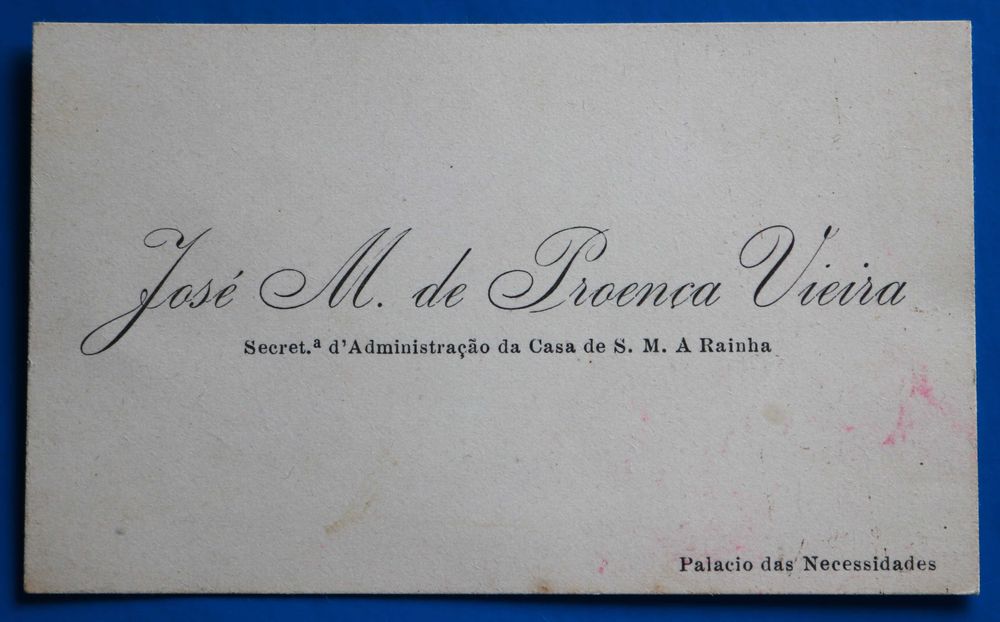 José M. de Proença Vieira
Secret.ª d'Administração da Casa de S. M. A Rainha
Palacio das Necessidades